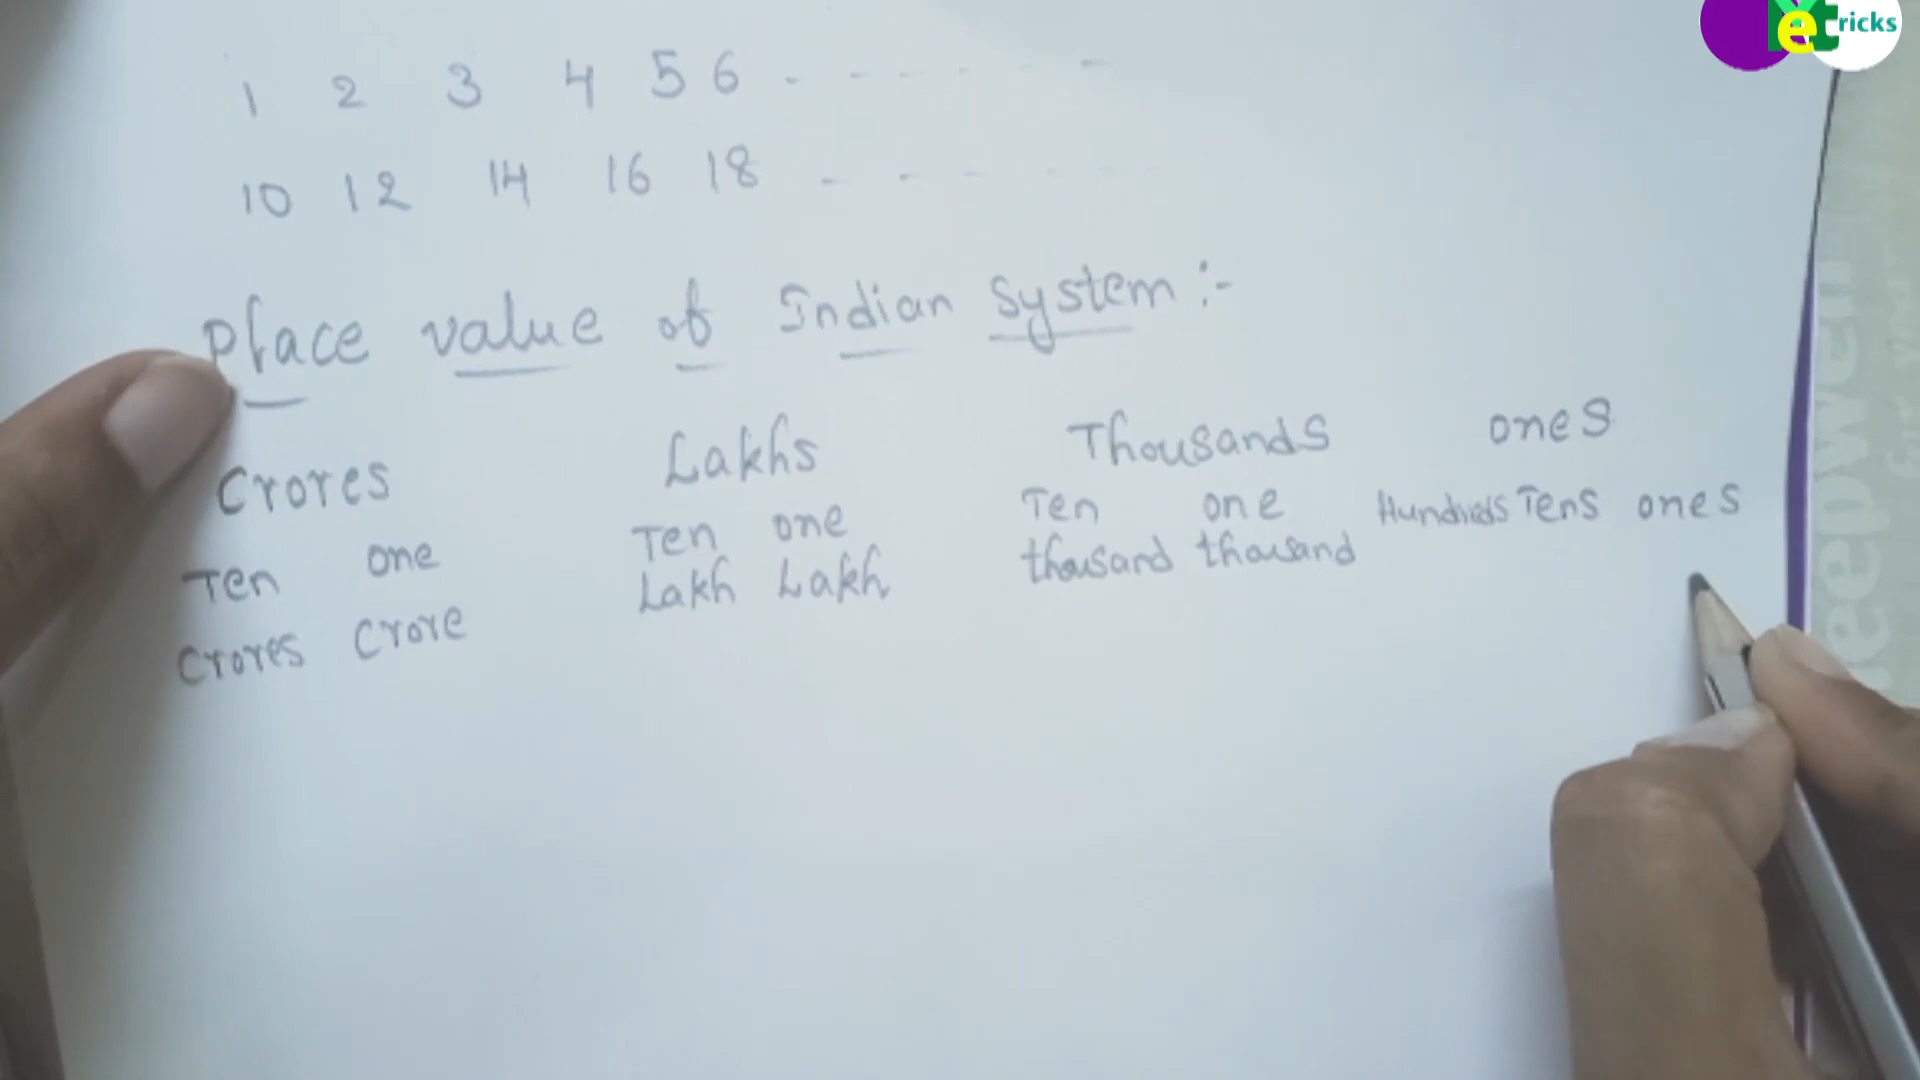 Yetricks
1 2 3 4 5 6 - - - - - -
10 12 14 16 18 - - - - -
Place value of Indian System :-
Crores Lakhs Thousands ones
Ten one Ten one Ten one Hundreds Tens ones
Crores Crore Lakh Lakh thousand thousand